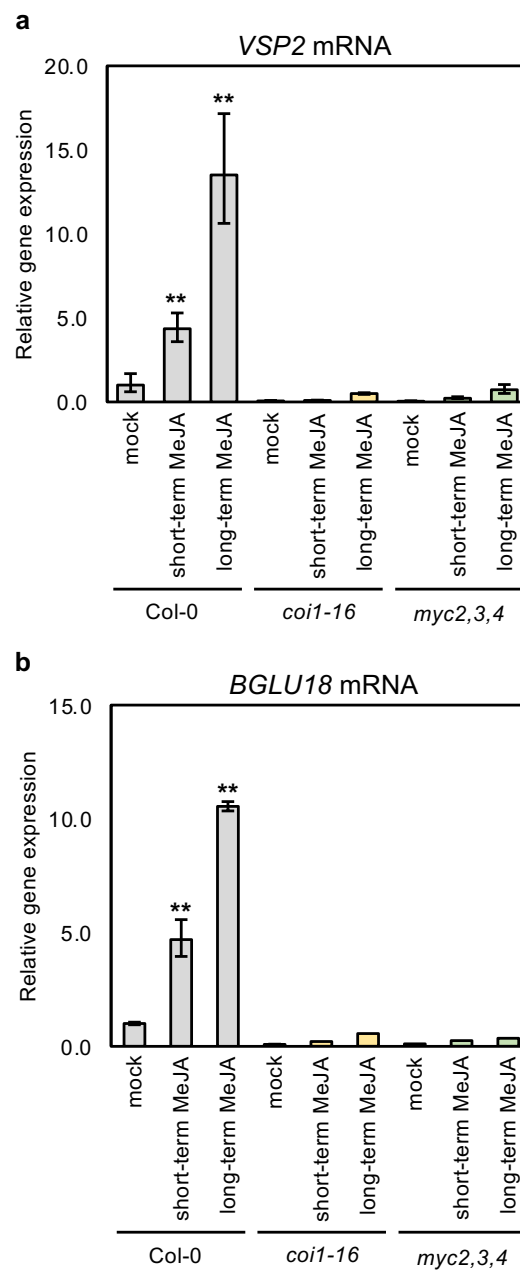 a
VSP2 mRNA
Relative gene expression
20.0
15.0
10.0
5.0
0.0
**
**
mock
short-term MeJA
long-term MeJA
mock
short-term MeJA
long-term MeJA
mock
short-term MeJA
long-term MeJA
Col-0
coi1-16
myc2,3,4
b
BGLU18 mRNA
Relative gene expression
15.0
10.0
5.0
0.0
**
**
mock
short-term MeJA
long-term MeJA
mock
short-term MeJA
long-term MeJA
mock
short-term MeJA
long-term MeJA
Col-0
coi1-16
myc2,3,4